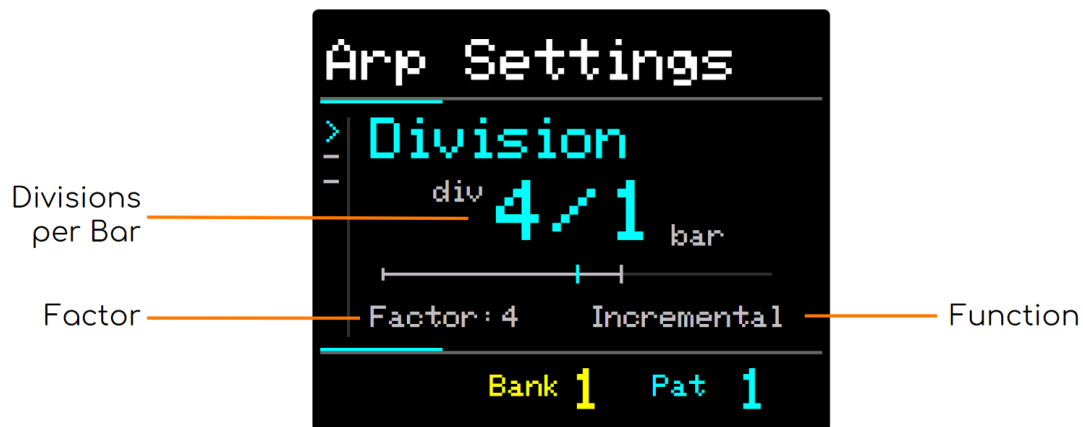 Arp Settings
> Division
Divisions
per Bar
div 4/1 bar
Factor
Factor:4 Incremental
Function
Bank 1 Pat 1